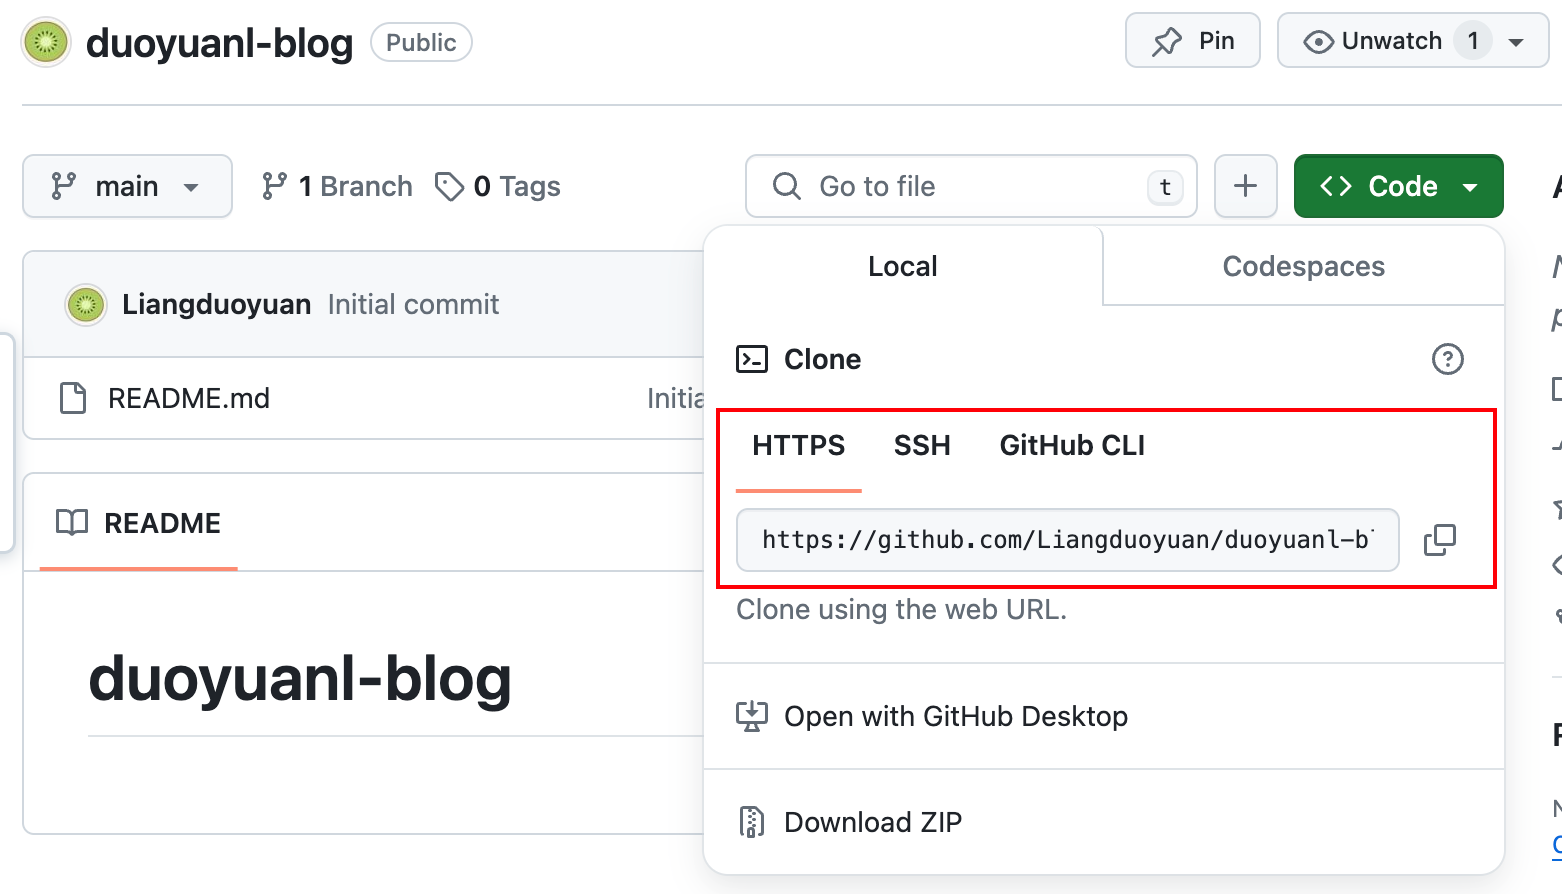 duoyuanl-blog Public
Pin
Unwatch 1
main
1 Branch
0 Tags
Go to file t
Code
Liangduoyuan Initial commit
README.md
README
duoyuanl-blog
Local
Codespaces
Clone
HTTPS SSH GitHub CLI
https://github.com/Liangduoyuan/duoyuanl-b
Clone using the web URL.
Open with GitHub Desktop
Download ZIP